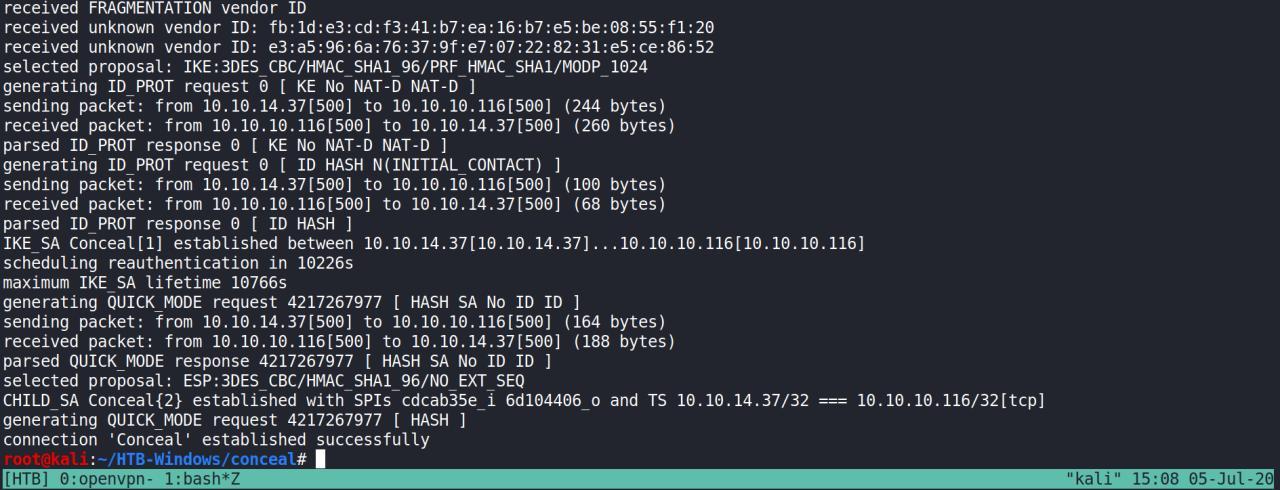 received FRAGMENTATION vendor ID
received unknown vendor ID: fb:1d:e3:cd:f3:41:b7:ea:16:b7:e5:be:08:55:f1:20
received unknown vendor ID: e3:a5:96:6a:76:37:9f:e7:07:22:82:31:e5:ce:86:52
selected proposal: IKE:3DES_CBC/HMAC_SHA1_96/PRF_HMAC_SHA1/MODP_1024
generating ID_PROT request 0 [ KE No NAT-D NAT-D ]
sending packet: from 10.10.14.37[500] to 10.10.10.116[500] (244 bytes)
received packet: from 10.10.10.116[500] to 10.10.14.37[500] (260 bytes)
parsed ID_PROT response 0 [ KE No NAT-D NAT-D ]
generating ID_PROT request 0 [ ID HASH N(INITIAL_CONTACT) ]
sending packet: from 10.10.14.37[500] to 10.10.10.116[500] (100 bytes)
received packet: from 10.10.10.116[500] to 10.10.14.37[500] (68 bytes)
parsed ID_PROT response 0 [ ID HASH ]
IKE_SA Conceal[1] established between 10.10.14.37[10.10.14.37]...10.10.10.116[10.10.10.116]
scheduling reauthentication in 10226s
maximum IKE_SA lifetime 10766s
generating QUICK_MODE request 4217267977 [ HASH SA No ID ID ]
sending packet: from 10.10.14.37[500] to 10.10.10.116[500] (164 bytes)
received packet: from 10.10.10.116[500] to 10.10.14.37[500] (188 bytes)
parsed QUICK_MODE response 4217267977 [ HASH SA No ID ID ]
selected proposal: ESP:3DES_CBC/HMAC_SHA1_96/NO_EXT_SEQ
CHILD_SA Conceal{2} established with SPIs cdcab35e_i 6d104406_o and TS 10.10.14.37/32 === 10.10.10.116/32[tcp]
generating QUICK_MODE request 4217267977 [ HASH ]
connection 'Conceal' established successfully
root@kali:~/HTB-Windows/conceal#
[HTB] 0:openvpn- 1:bash*Z "kali" 15:08 05-Jul-20